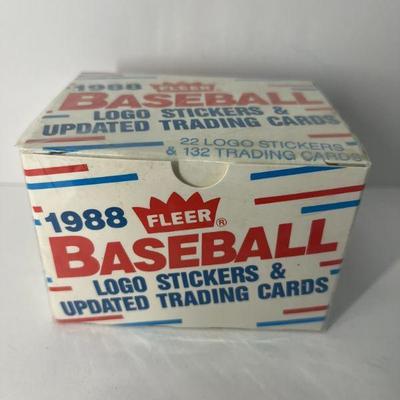 1988 FLEER
BASEBALL
LOGO STICKERS &
UPDATED TRADING CARDS
22 LOGO STICKERS
& 132 TRADING CARDS
1988 FLEER®
BASEBALL
LOGO STICKERS &
UPDATED TRADING CARDS